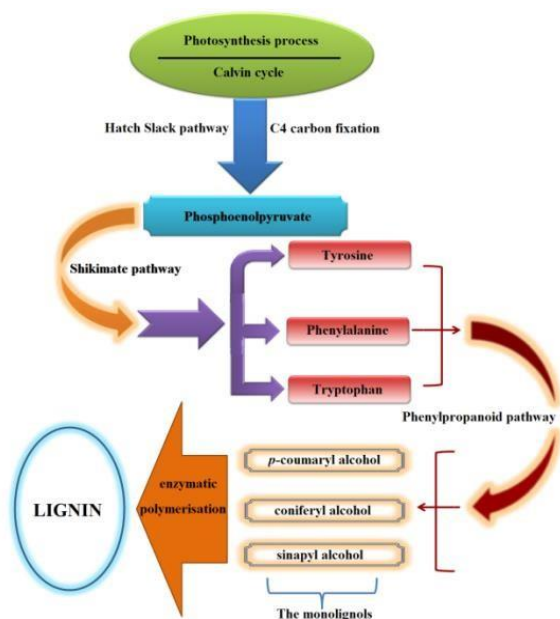 Photosynthesis process
Calvin cycle
Hatch Slack pathway
C4 carbon fixation
Phosphoenolpyruvate
Shikimate pathway
Tyrosine
Phenylalanine
Tryptophan
Phenylpropanoid pathway
p-coumaryl alcohol
coniferyl alcohol
sinapyl alcohol
The monolignols
enzymatic
polymerisation
LIGNIN